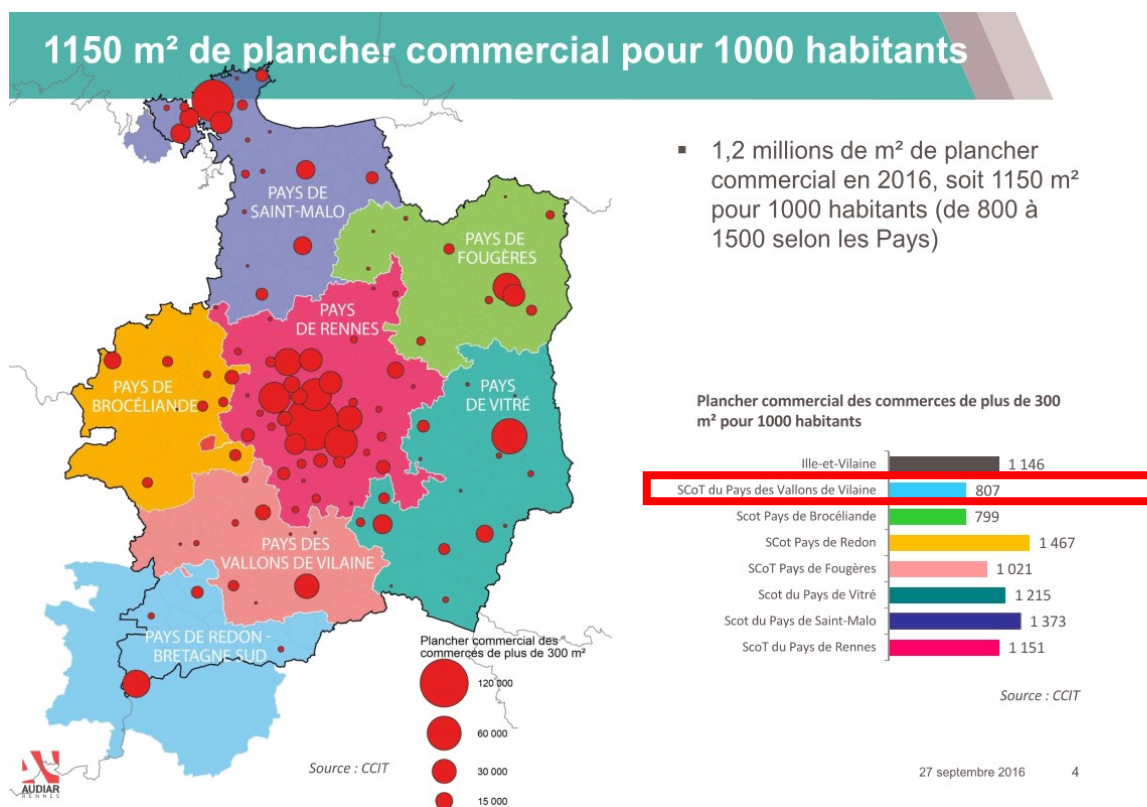 1150 m² de plancher commercial pour 1000 habitants
PAYS DE
SAINT-MALO
PAYS DE
FOUGÈRES
PAYS
DE RENNES
PAYS DE
BROCÉLIANDE
PAYS
DE VITRÉ
PAYS DES
VALLONS DE VILAINE
PAYS DE REDON -
BRETAGNE SUD
Plancher commercial des
commerces de plus de 300 m²
120 000
60 000
30 000
15 000
Source : CCIT
AUDIAR
RENNES
▪ 1,2 millions de m² de plancher
commercial en 2016, soit 1150 m²
pour 1000 habitants (de 800 à
1500 selon les Pays)
Plancher commercial des commerces de plus de 300
m² pour 1000 habitants
Ille-et-Vilaine 1 146
SCoT du Pays des Vallons de Vilaine 807
Scot Pays de Brocéliande 799
SCot Pays de Redon 1 467
SCoT Pays de Fougères 1 021
Scot du Pays de Vitré 1 215
Scot du Pays de Saint-Malo 1 373
ScoT du Pays de Rennes 1 151
Source : CCIT
27 septembre 2016 4